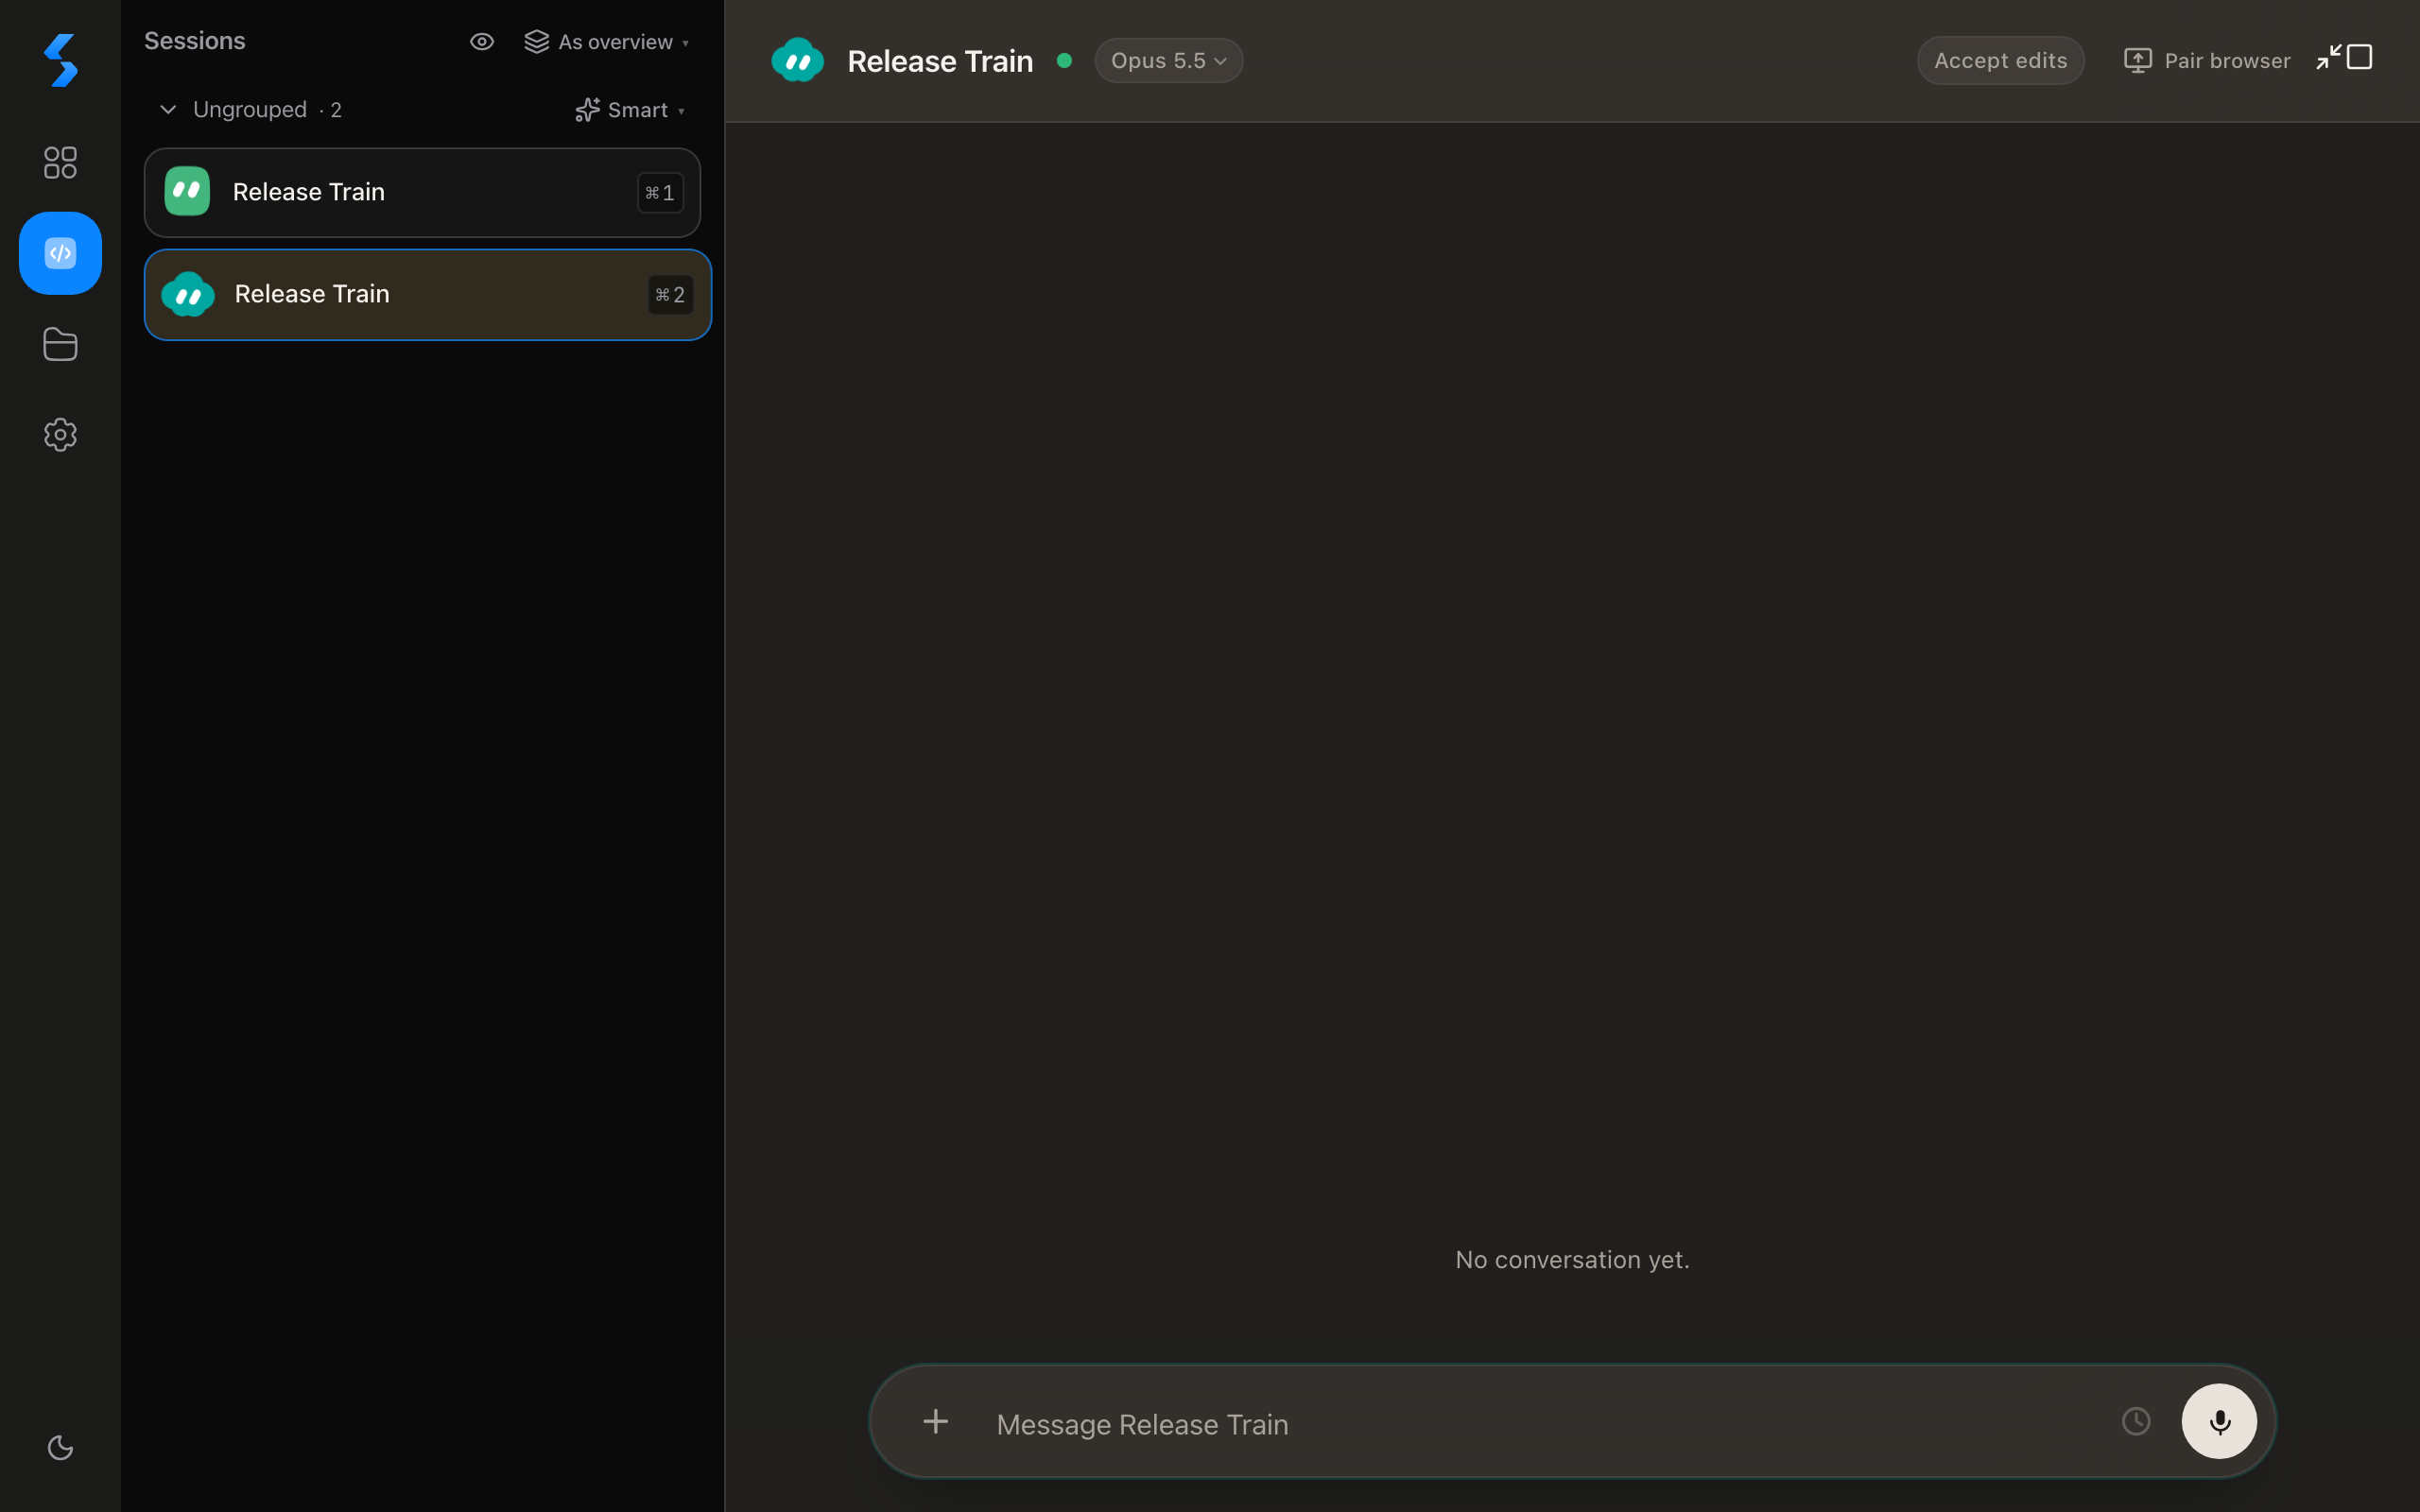 Sessions
As overview
Ungrouped · 2
Smart
Release Train
⌘1
Release Train
⌘2
Release Train
Opus 5.5
Accept edits
Pair browser
No conversation yet.
Message Release Train